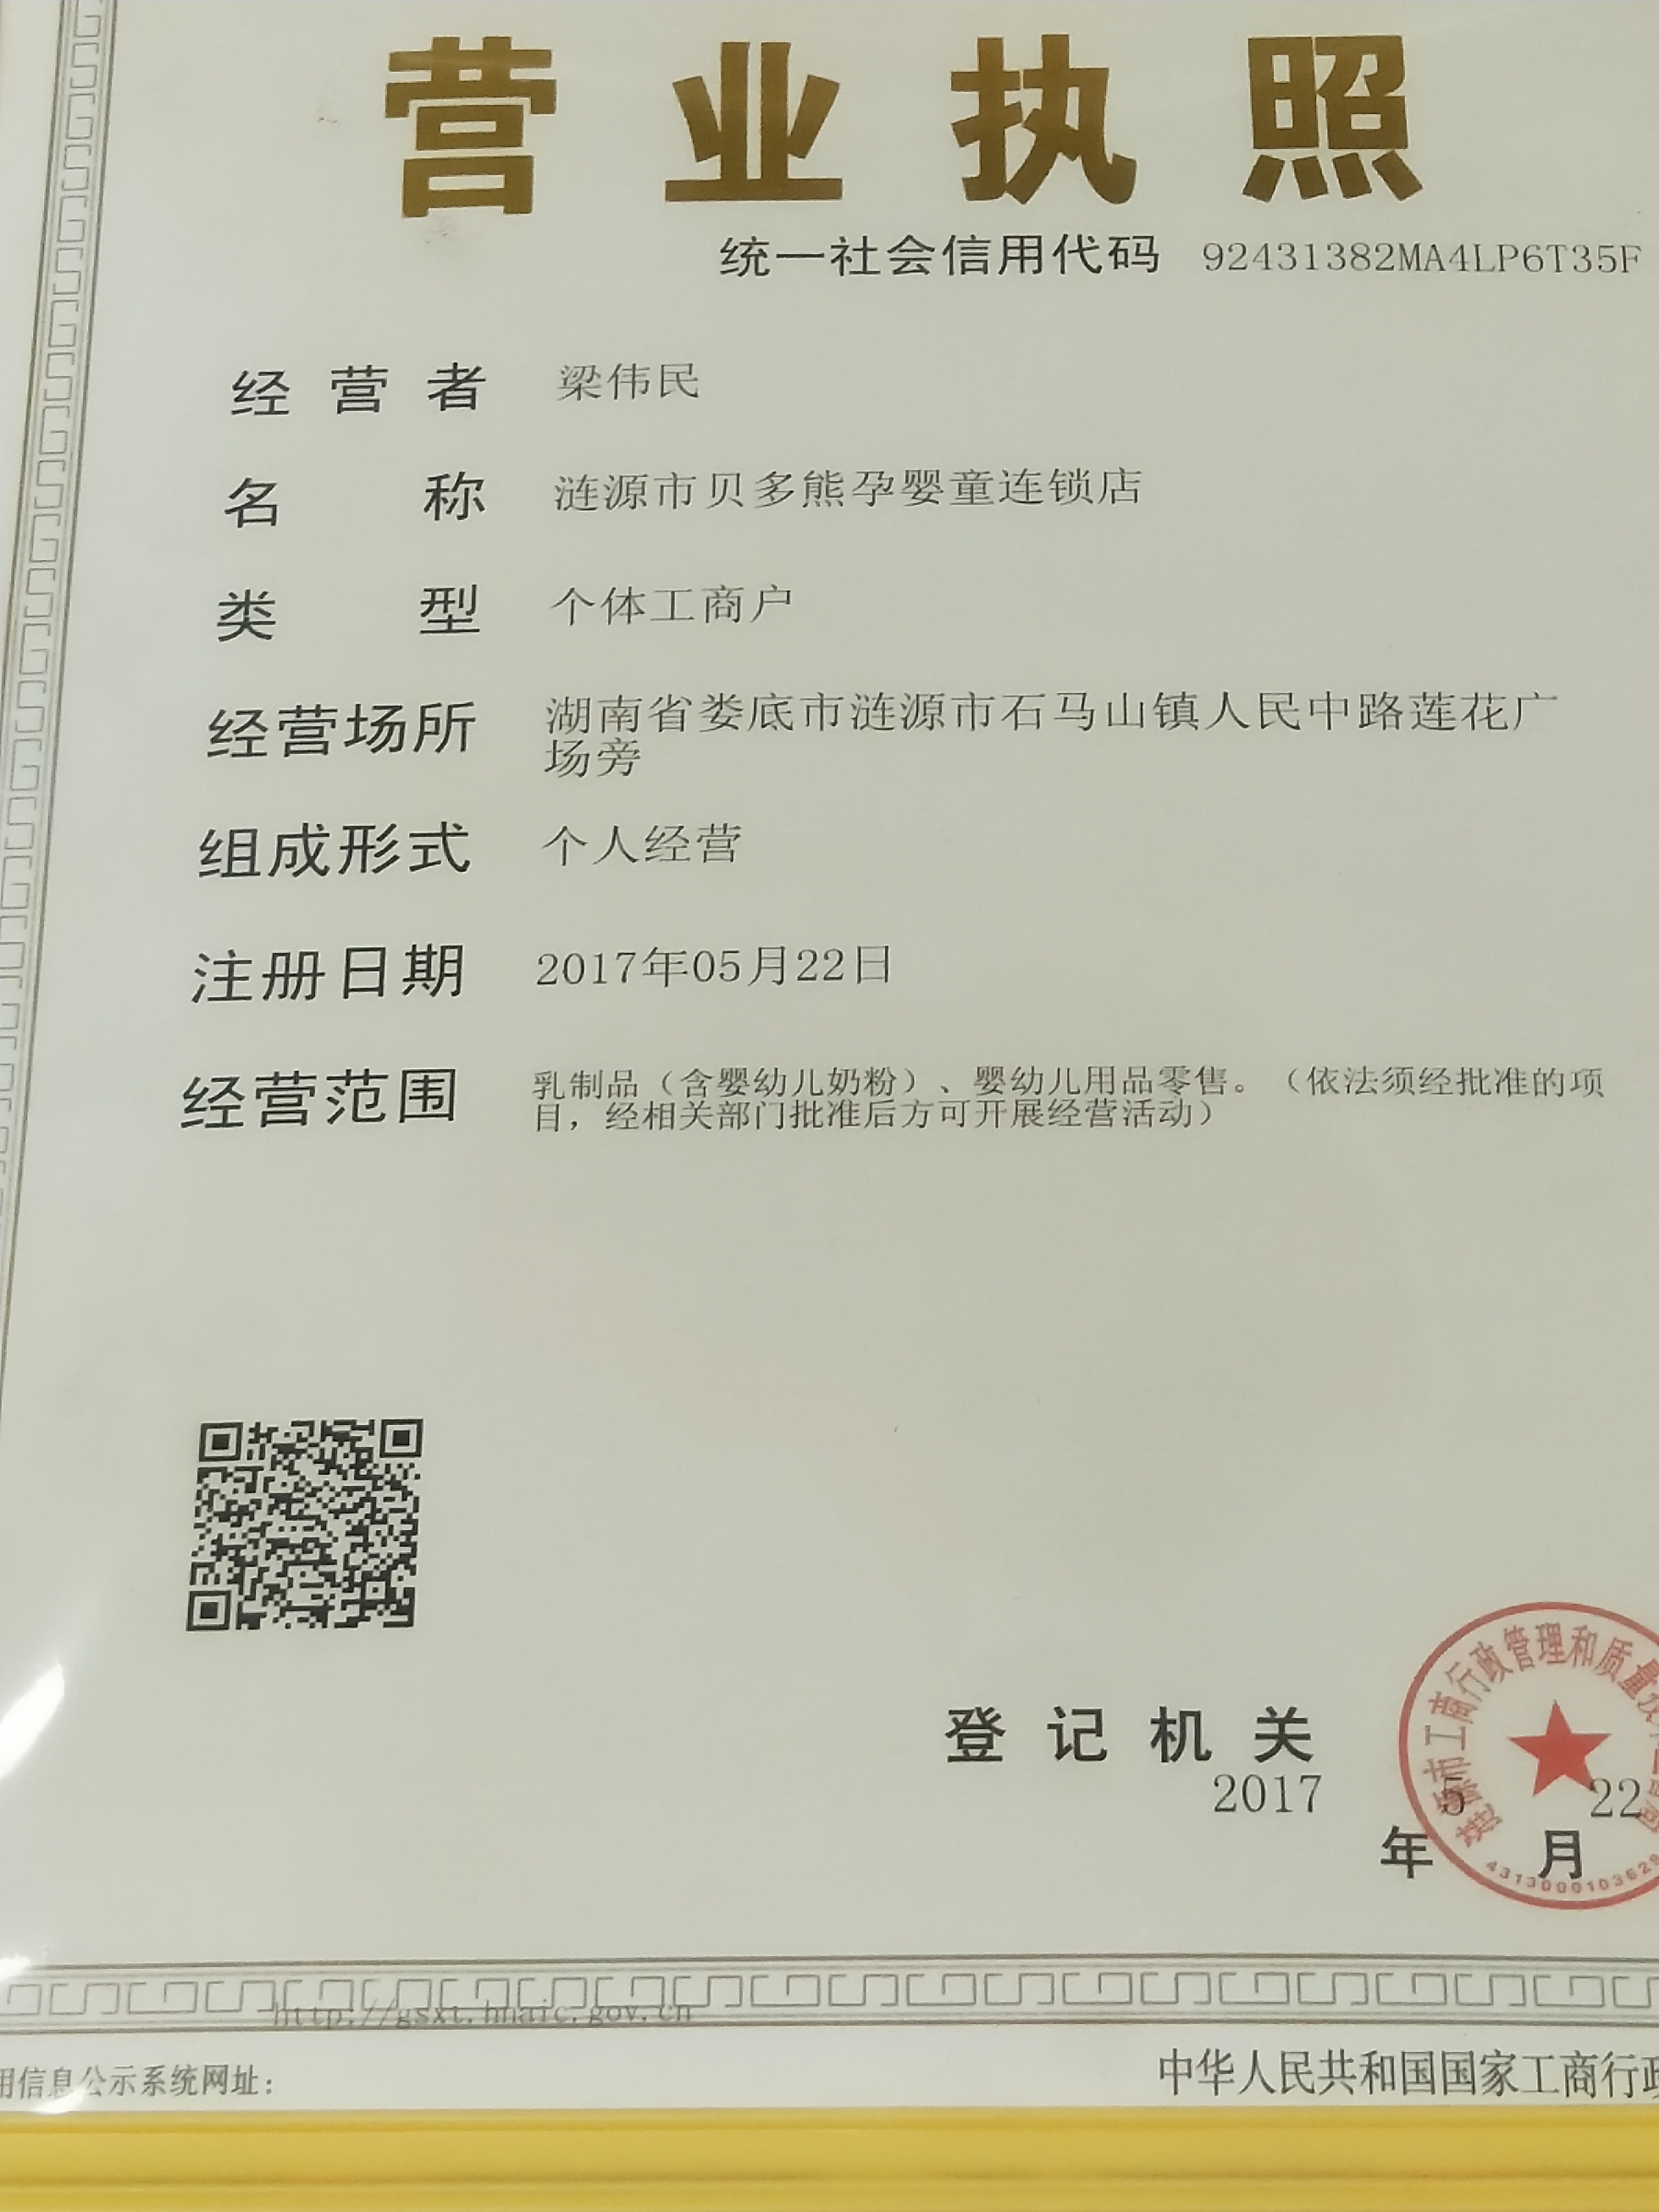 营业执照
统一社会信用代码 92431382MA4LP6T35F
经营者 梁伟民
名称 涟源市贝多熊孕婴童连锁店
类型 个体工商户
经营场所 湖南省娄底市涟源市石马山镇人民中路莲花广
场旁
组成形式 个人经营
注册日期 2017年05月22日
经营范围 乳制品（含婴幼儿奶粉）、婴幼儿用品零售。（依法须经批准的项
目，经相关部门批准后方可开展经营活动）
涟源市工商行政管理和质量
登记机关
2017 5 22
年 月
4313000103629
http://gsxt.hnaic.gov.cn
用信息公示系统网址：
中华人民共和国国家工商行政